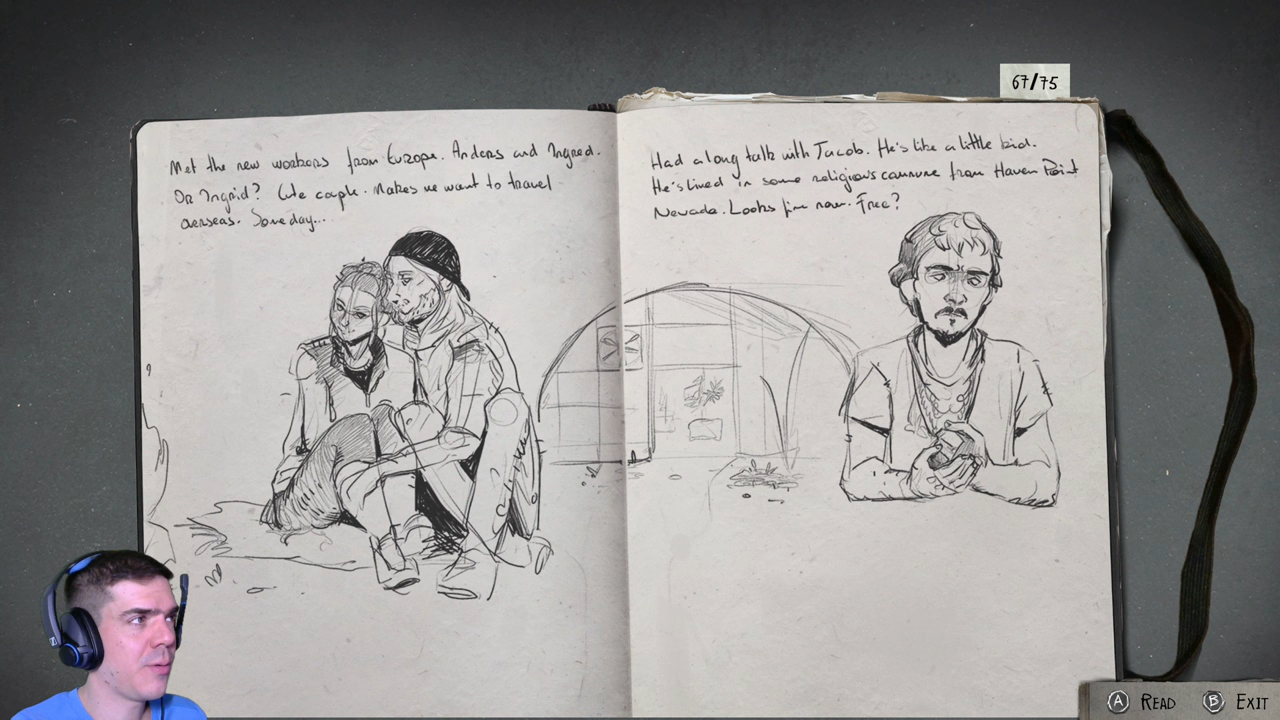 67/75
Met the new workers from Europe. Anders and Ingred.
Or Ingrid? Cute couple. Makes me want to travel
overseas. Someday...
Had a long talk with Jacob. He's like a little kid.
He's lived in some religious commune from Haven Point
Nevada. Looks fine now. Free?
A READ B EXIT